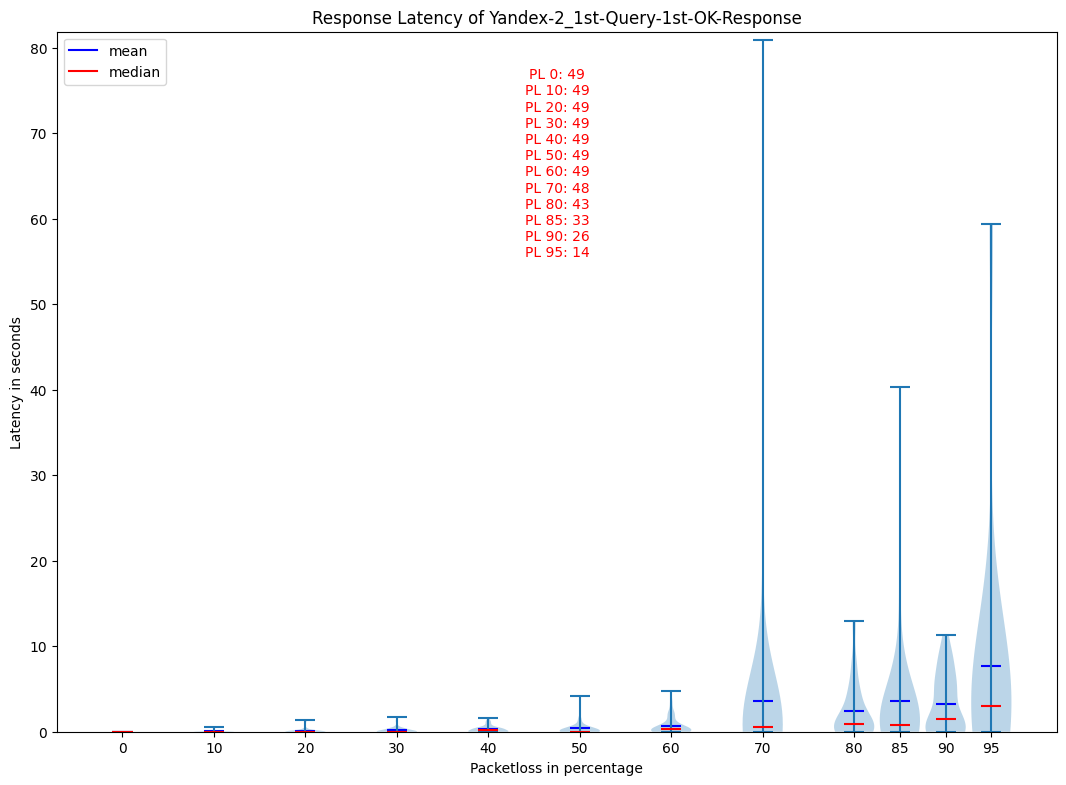 Response Latency of Yandex-2_1st-Query-1st-OK-Response
mean
median
PL 0: 49
PL 10: 49
PL 20: 49
PL 30: 49
PL 40: 49
PL 50: 49
PL 60: 49
PL 70: 48
PL 80: 43
PL 85: 33
PL 90: 26
PL 95: 14
Latency in seconds
80
70
60
50
40
30
20
10
0
0 10 20 30 40 50 60 70 80 85 90 95
Packetloss in percentage